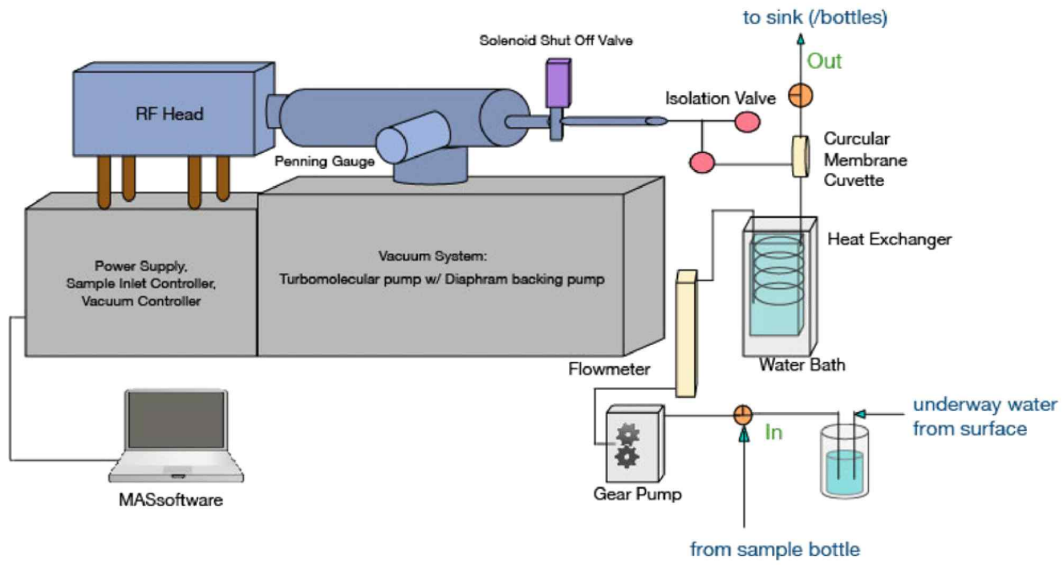 to sink (/bottles)
Out
Solenoid Shut Off Valve
RF Head
Isolation Valve
Curcular
Membrane
Cuvette
Penning Gauge
Heat Exchanger
Power Supply,
Sample Inlet Controller,
Vacuum Controller
Vacuum System:
Turbomolecular pump w/ Diaphram backing pump
Flowmeter
Water Bath
underway water
from surface
In
Gear Pump
MASsoftware
from sample bottle